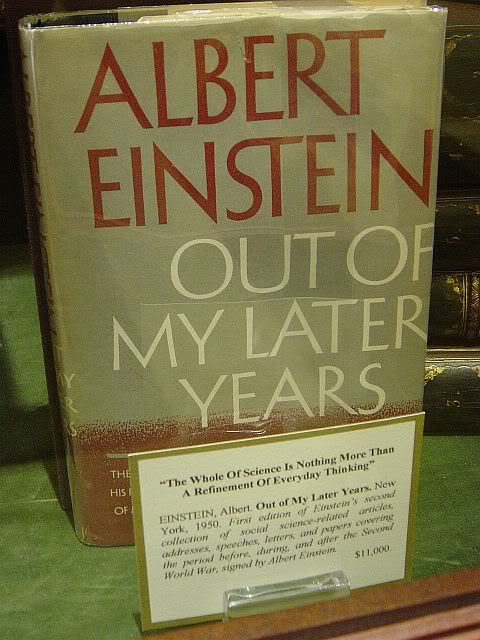 ALBERT
EINSTEIN
OUT OF
MY LATER
YEARS
THE
HIS
OF
Y
R
S
"The Whole Of Science Is Nothing More Than
A Refinement Of Everyday Thinking"
EINSTEIN, Albert. Out of My Later Years. New
York, 1950. First edition of Einstein's second
collection of social science-related articles,
addresses, speeches, letters, and papers covering
the period before, during, and after the Second
World War, signed by Albert Einstein.
$11,000.